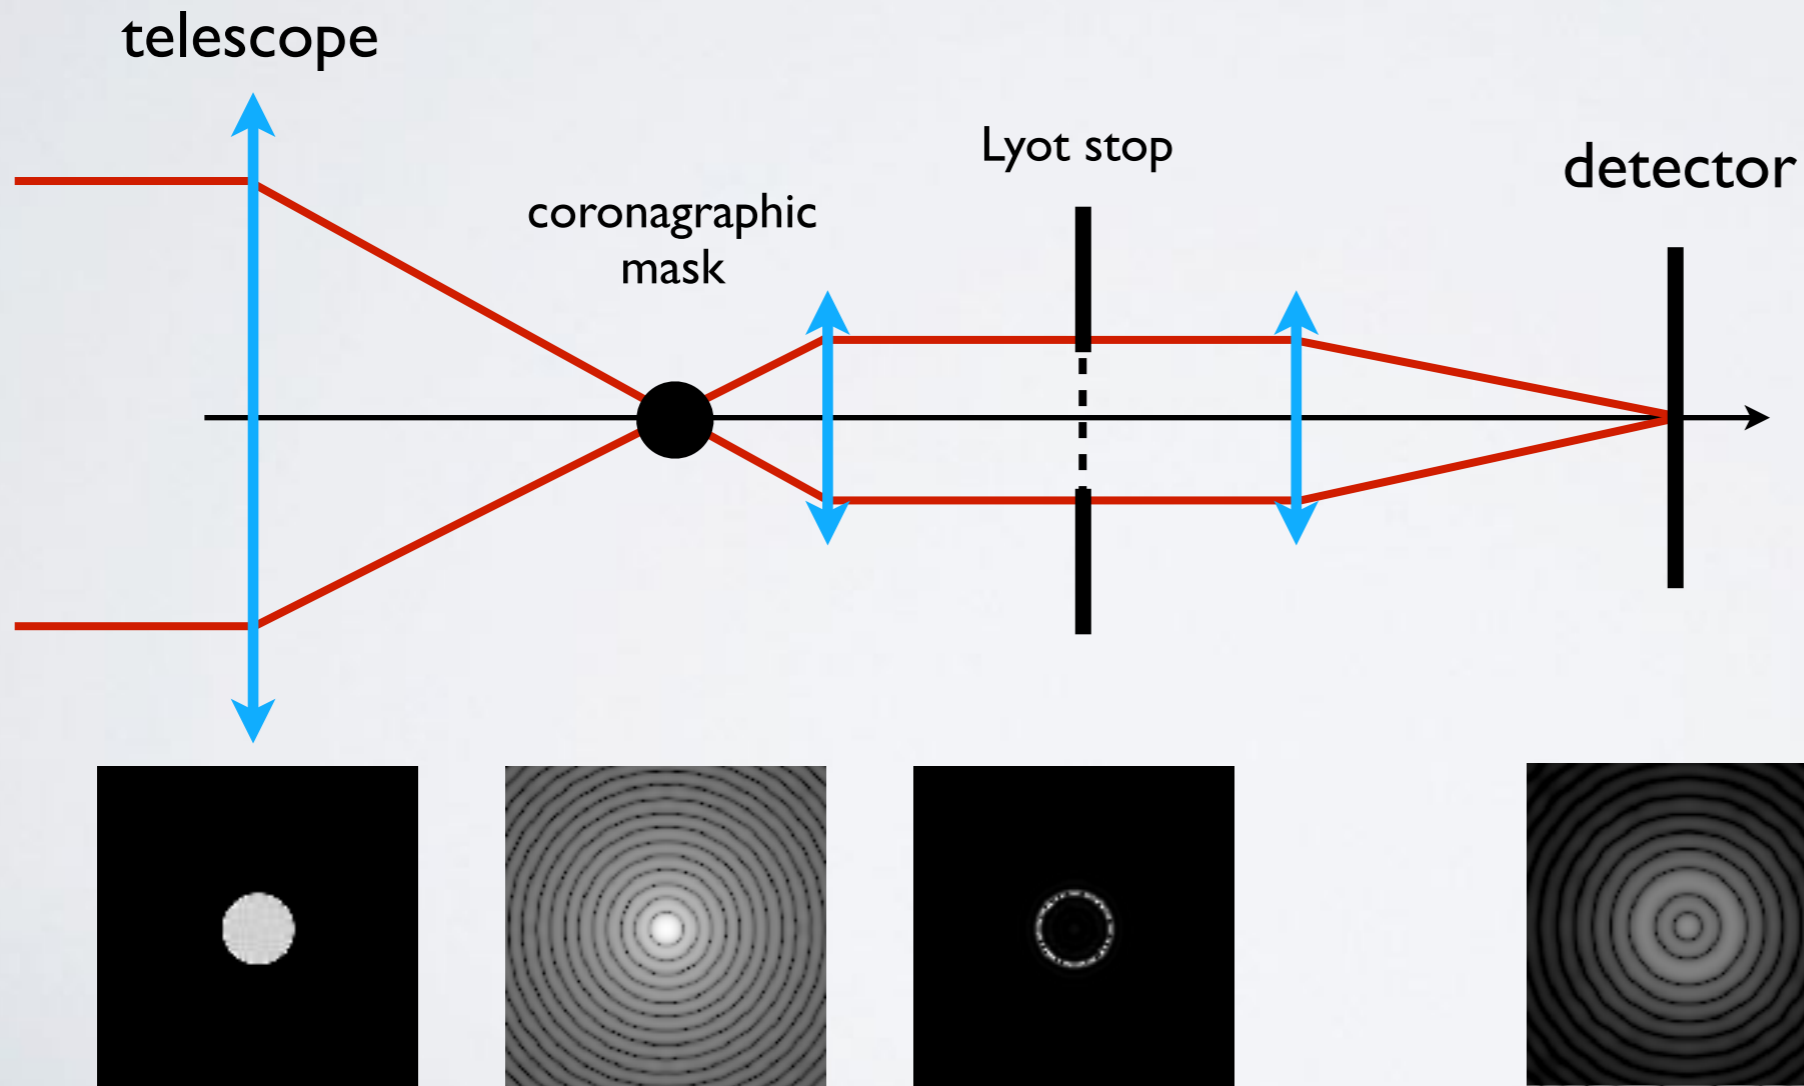 telescope
coronagraphic
mask
Lyot stop
detector